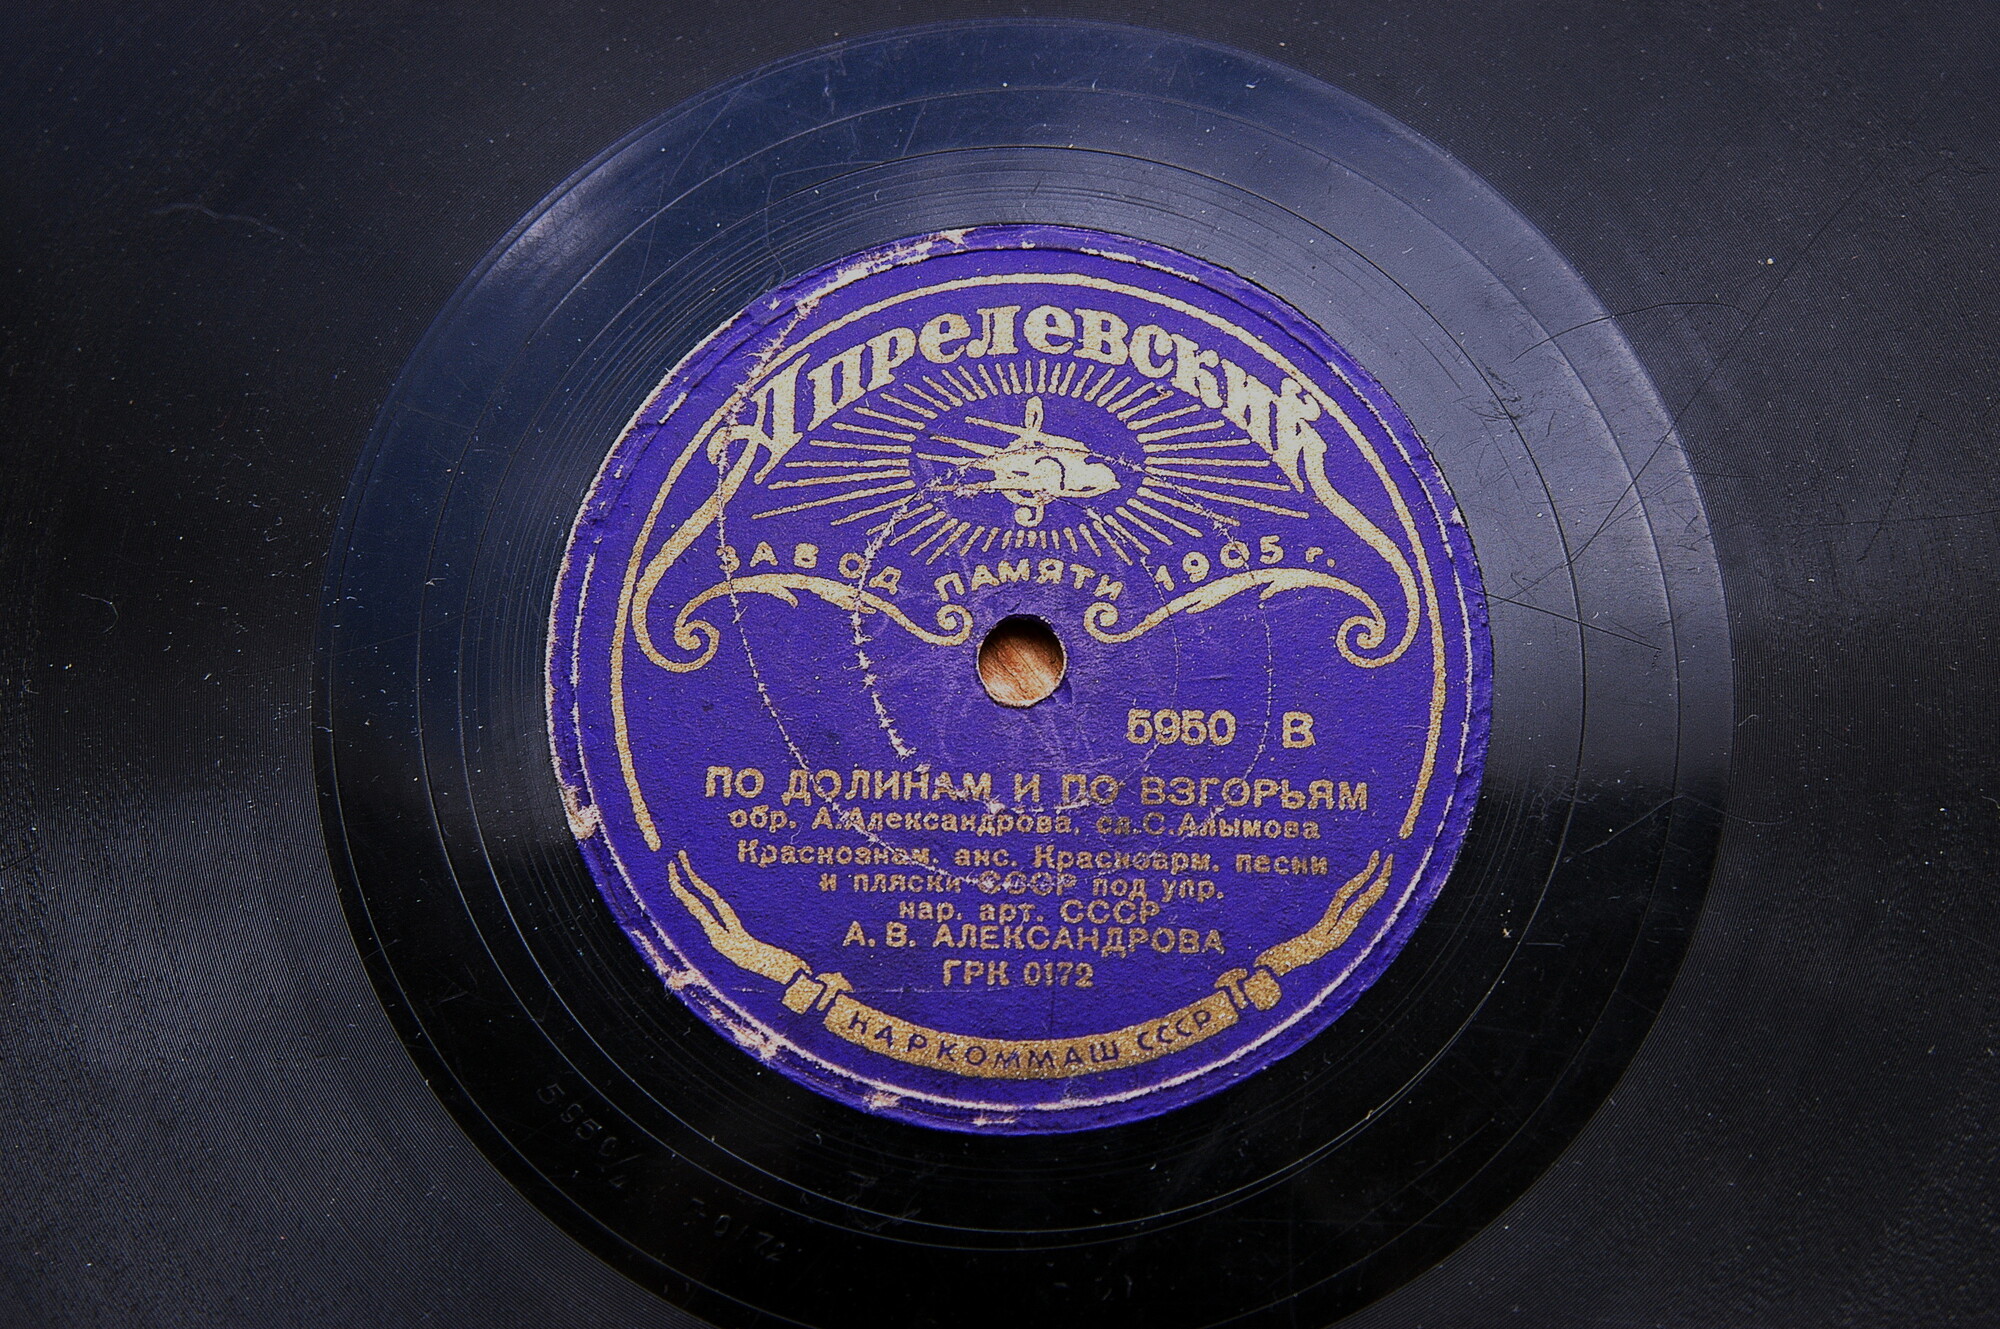 Апрелевский
ЗАВОД ПАМЯТИ 1905 г.
5950 В
ПО ДОЛИНАМ И ПО ВЗГОРЬЯМ
обр. А.Александрова, сл.С.Алымова
Краснознам. анс. Красноарм. песни
и пляски СССР под упр.
нар. арт. СССР
А. В. АЛЕКСАНДРОВА
ГРК 0172
НАРКОММАШ СССР